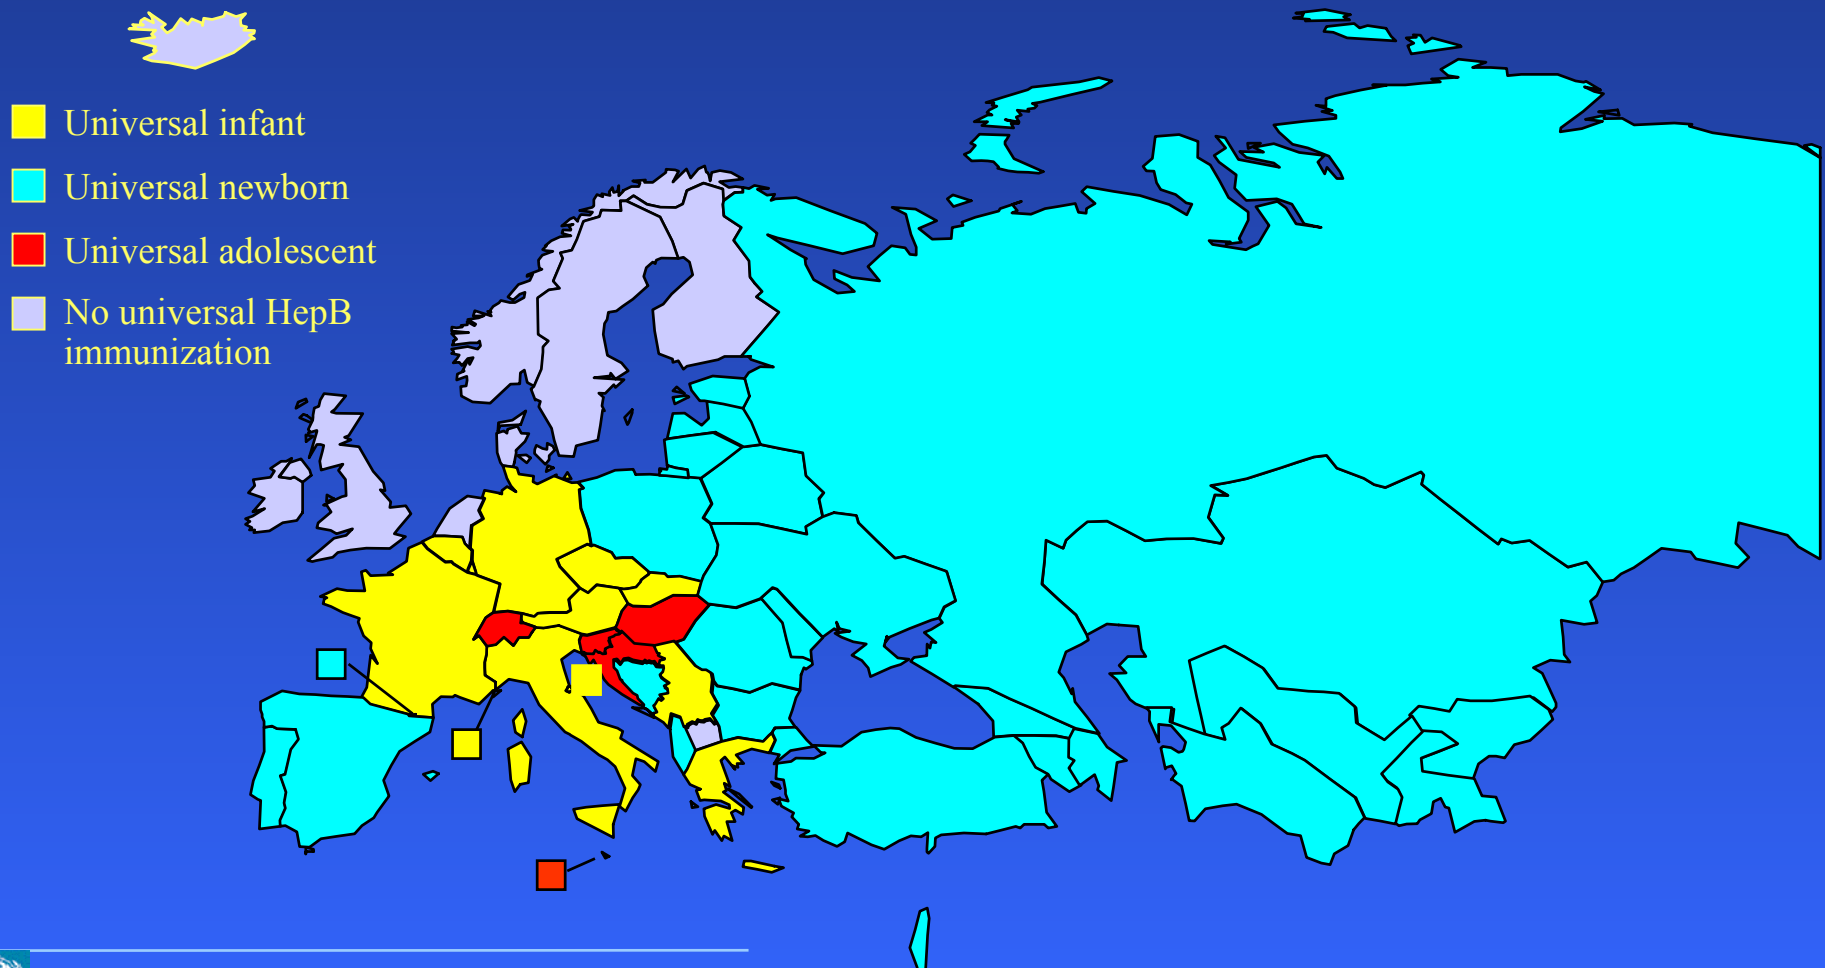 Universal infant
Universal newborn
Universal adolescent
No universal HepB
immunization